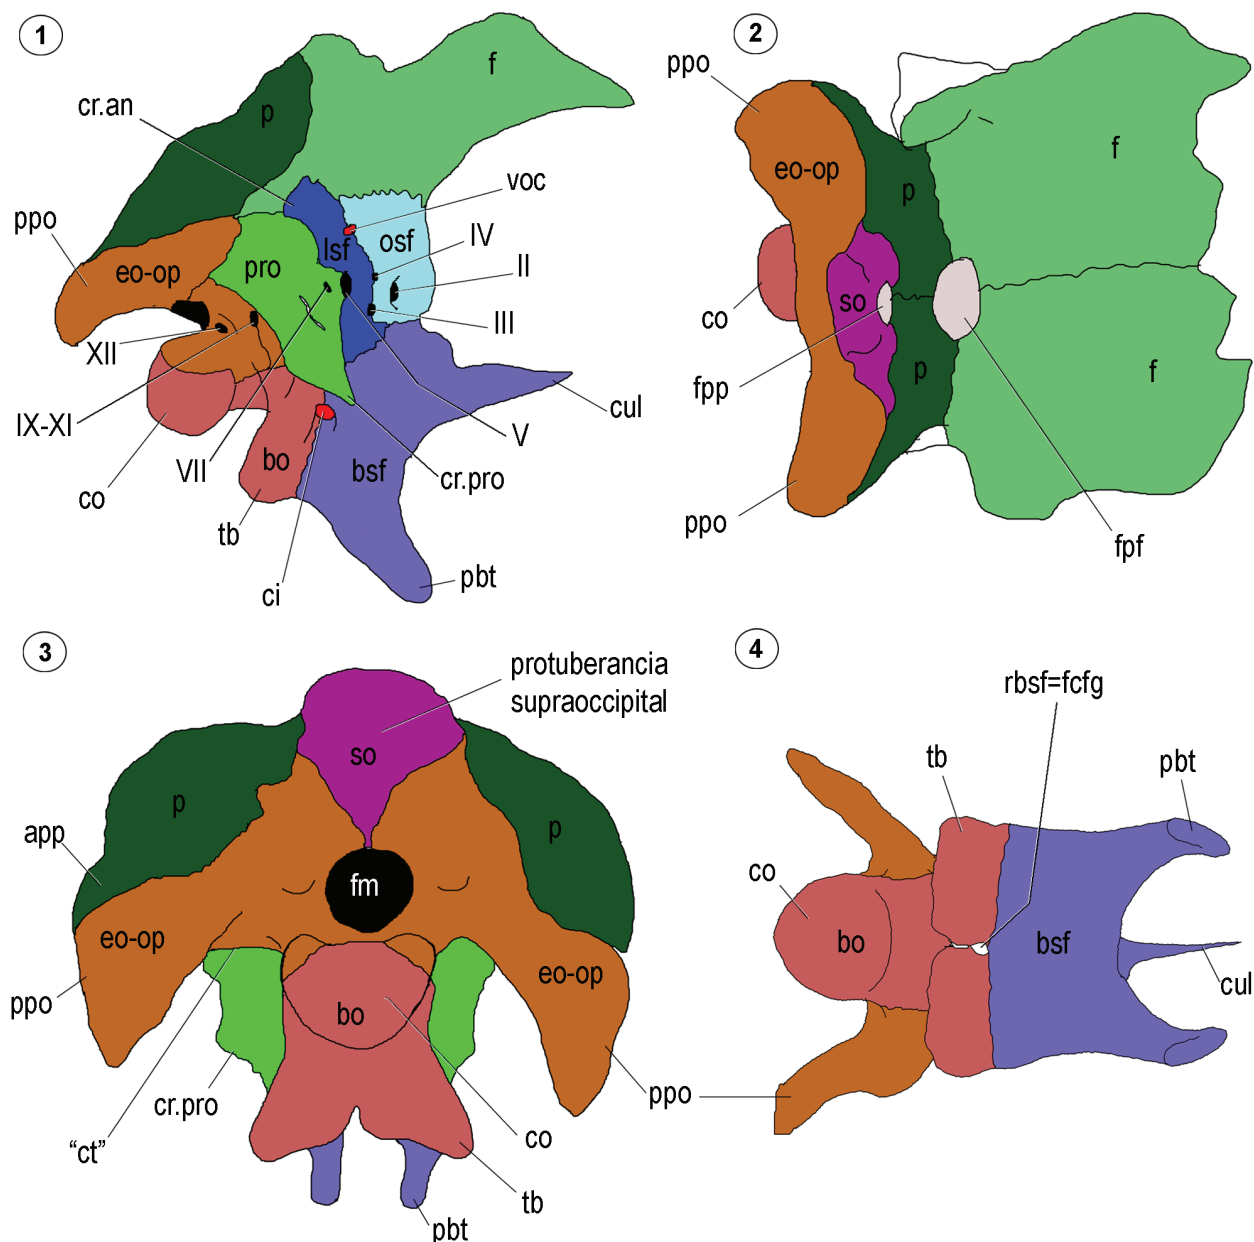 1
f
cr.an
p
voc
ppo
IV
lsf
osf
eo-op
pro
II
III
XII
cul
IX-XI
V
co
VII
bo
bsf
cr.pro
tb
ci
pbt
2
ppo
f
eo-op
p
co
so
fpp
p
f
ppo
fpf
3
protuberancia
supraoccipital
so
p
p
app
fm
eo-op
eo-op
ppo
bo
cr.pro
ppo
"ct"
co
tb
pbt
4
rbsf=fcfg
tb
pbt
co
bo
bsf
cul